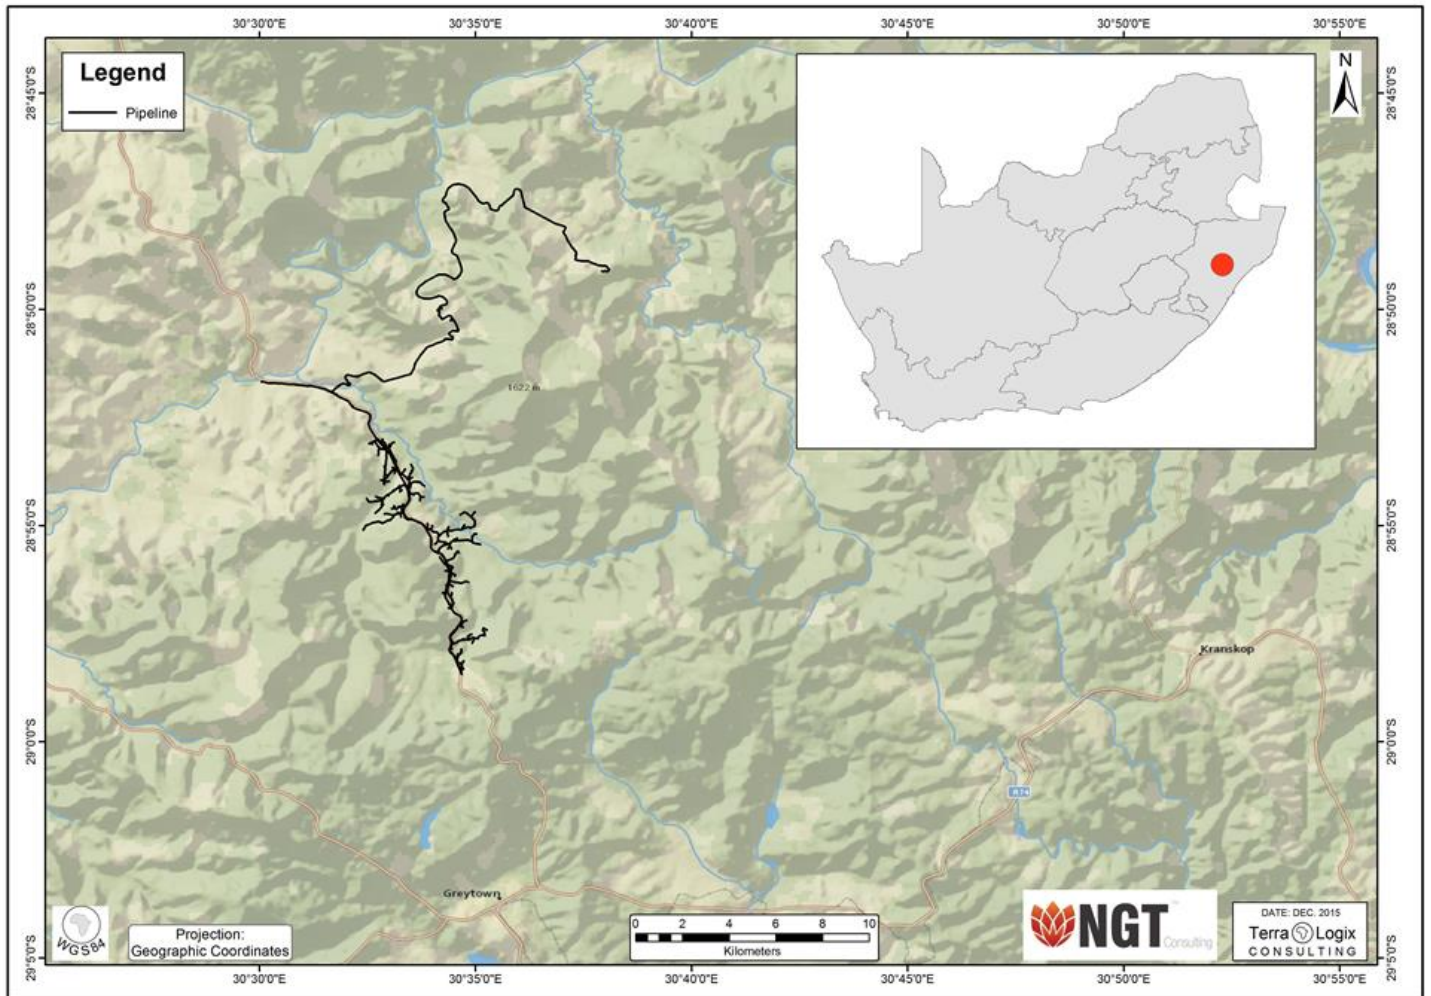 30°30'0"E 30°35'0"E 30°40'0"E 30°45'0"E 30°50'0"E 30°55'0"E
Legend
Pipeline
N
28°45'0"S 28°45'0"S
28°50'0"S 28°50'0"S
1622 m
28°55'0"S 28°55'0"S
Kranskop
29°0'0"S 29°0'0"S
R74
Greytown
WGS84
Projection:
Geographic Coordinates
0 1 2 4 6 8 10
Kilometers
NGT Consulting
DATE: DEC. 2015
Terra Logix
CONSULTING
29°5'0"S 29°5'0"S
30°30'0"E 30°35'0"E 30°40'0"E 30°45'0"E 30°50'0"E 30°55'0"E